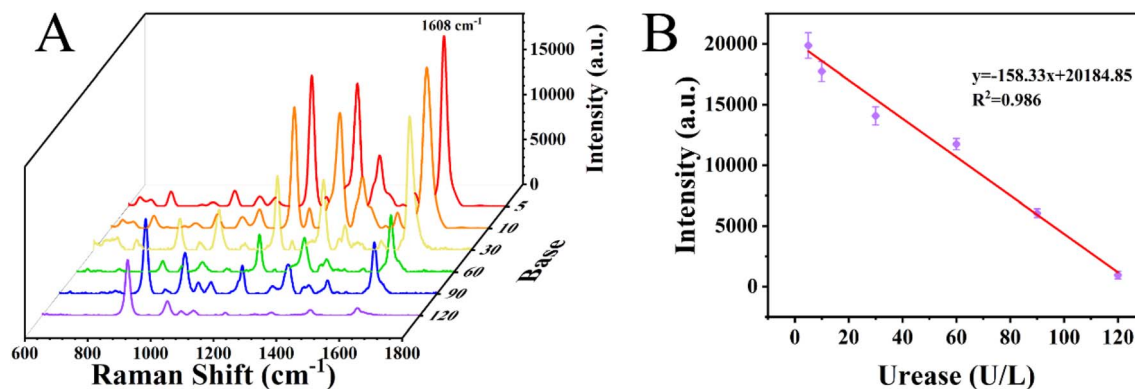 A
1608 cm⁻¹
15000
10000
5000
0
Intensity (a.u.)
5
10
30
60
90
120
Base
600 800 1000 1200 1400 1600 1800
Raman Shift (cm⁻¹)
B
20000
15000
10000
5000
0
Intensity (a.u.)
y=-158.33x+20184.85
R²=0.986
0 20 40 60 80 100 120
Urease (U/L)